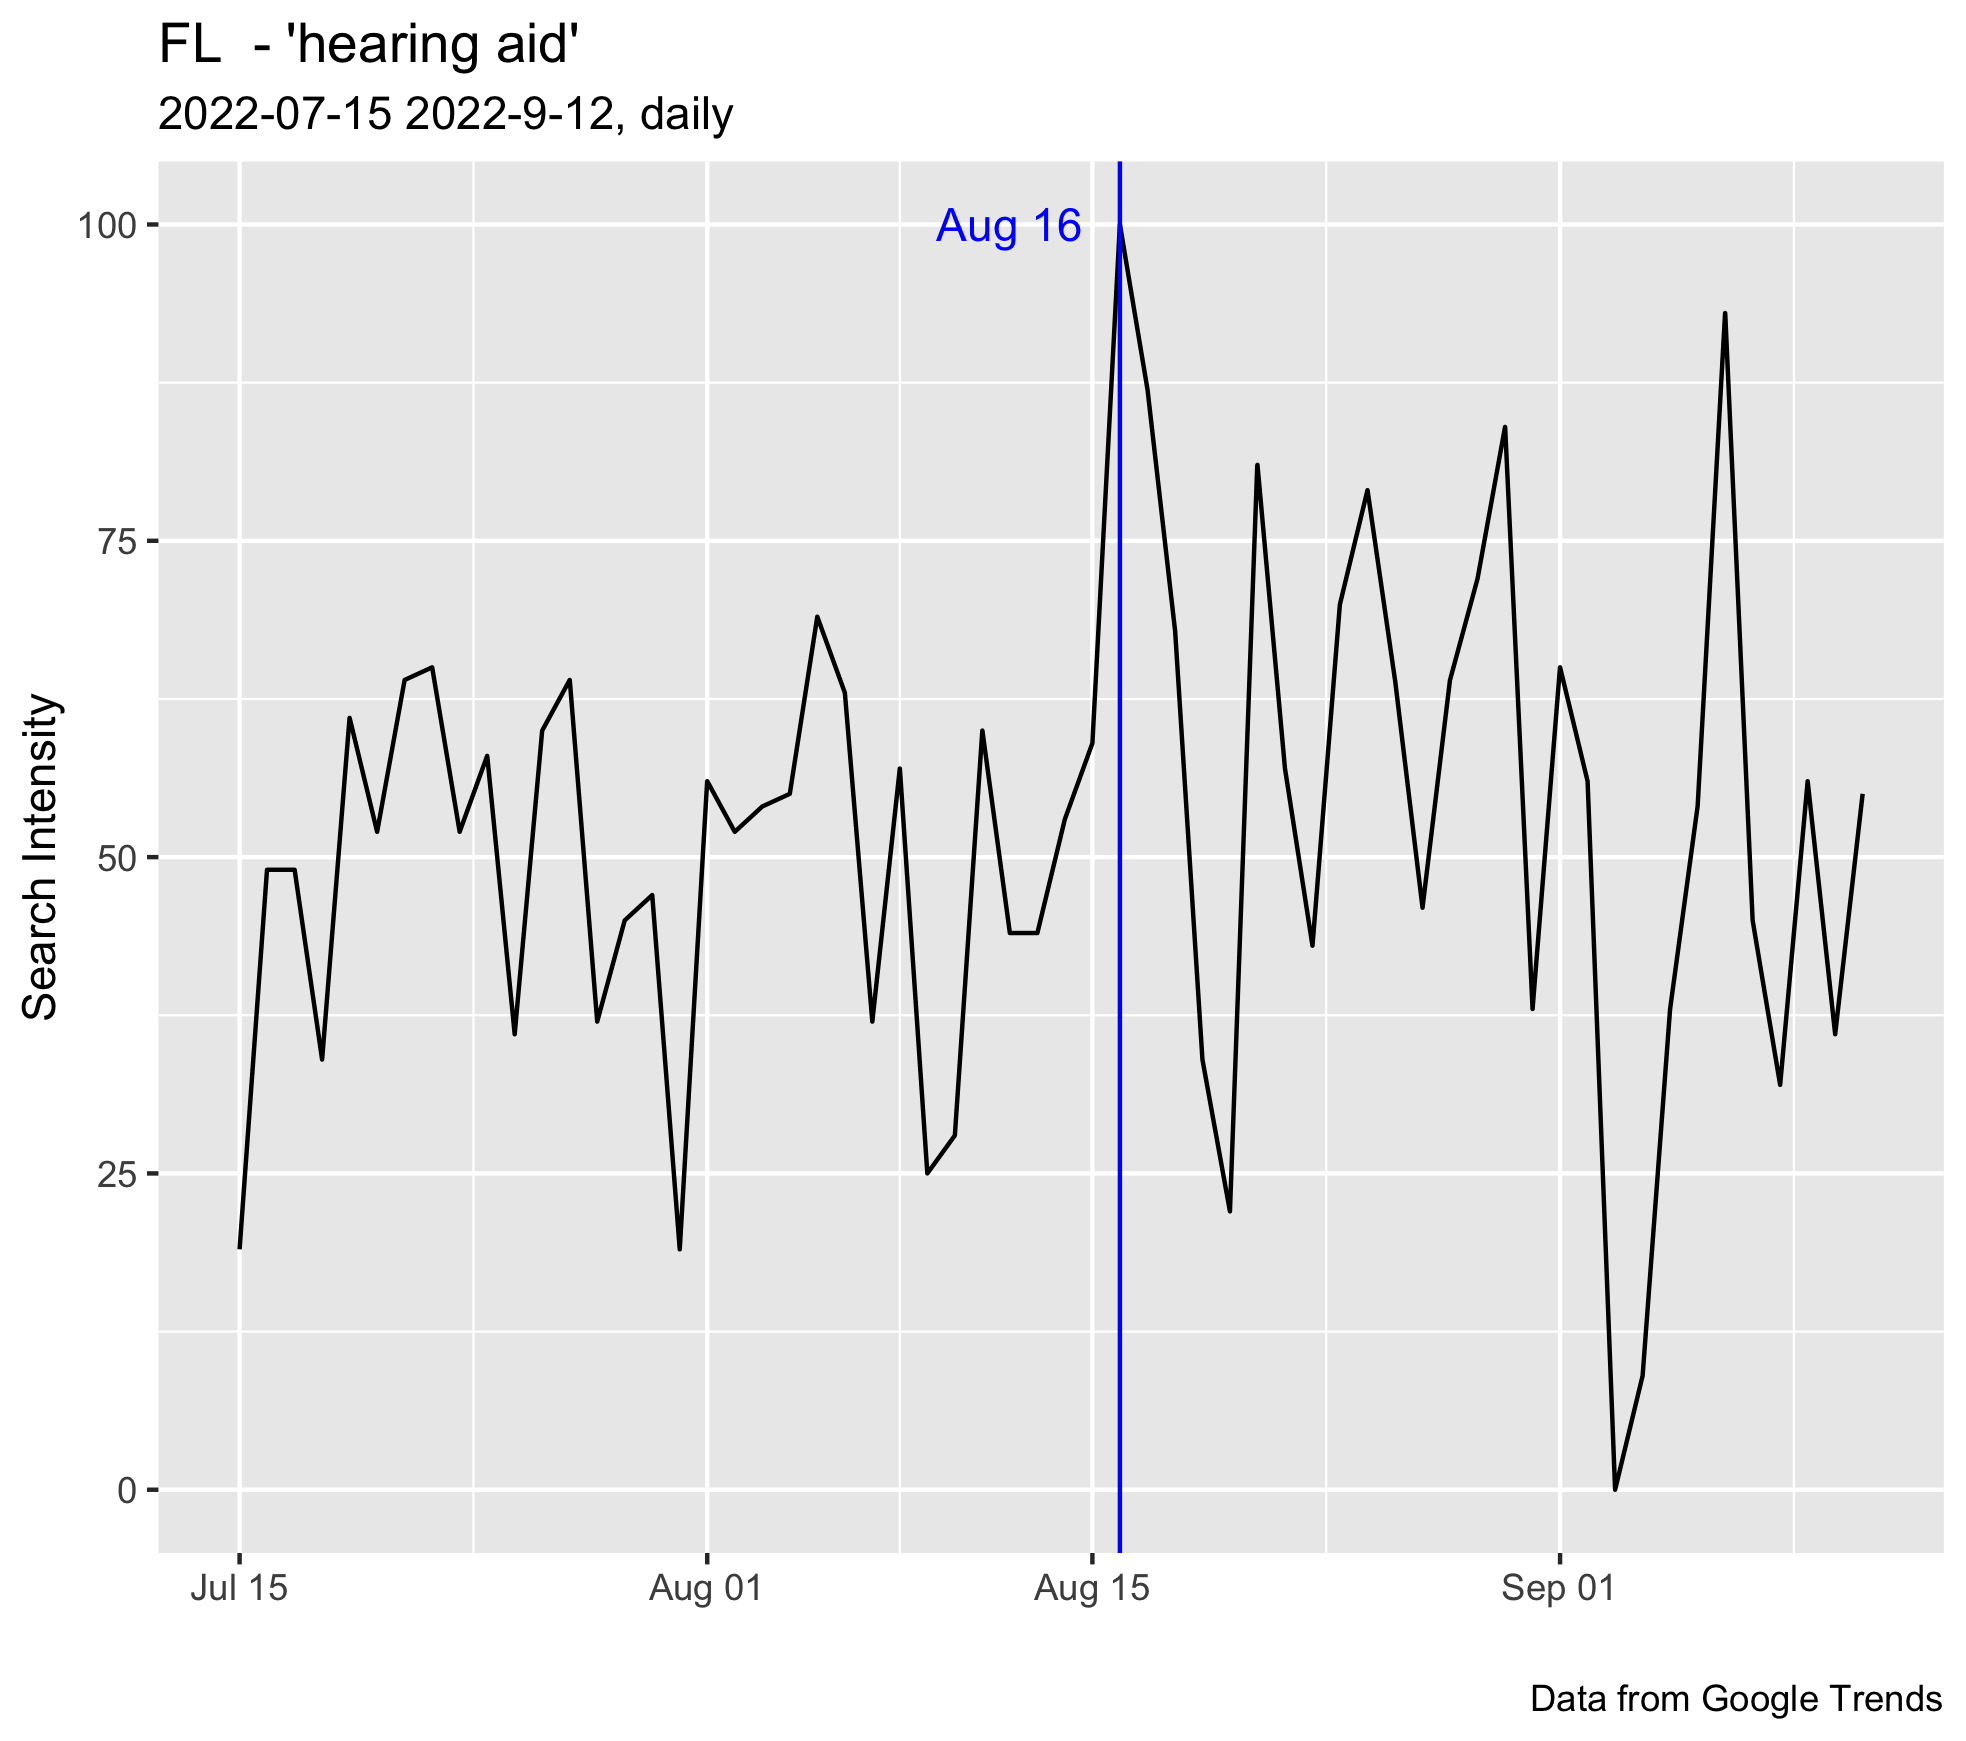 FL  - 'hearing aid'
2022-07-15 2022-9-12, daily
Aug 16
100
75
50
25
0
Search Intensity
Jul 15 Aug 01 Aug 15 Sep 01
Data from Google Trends